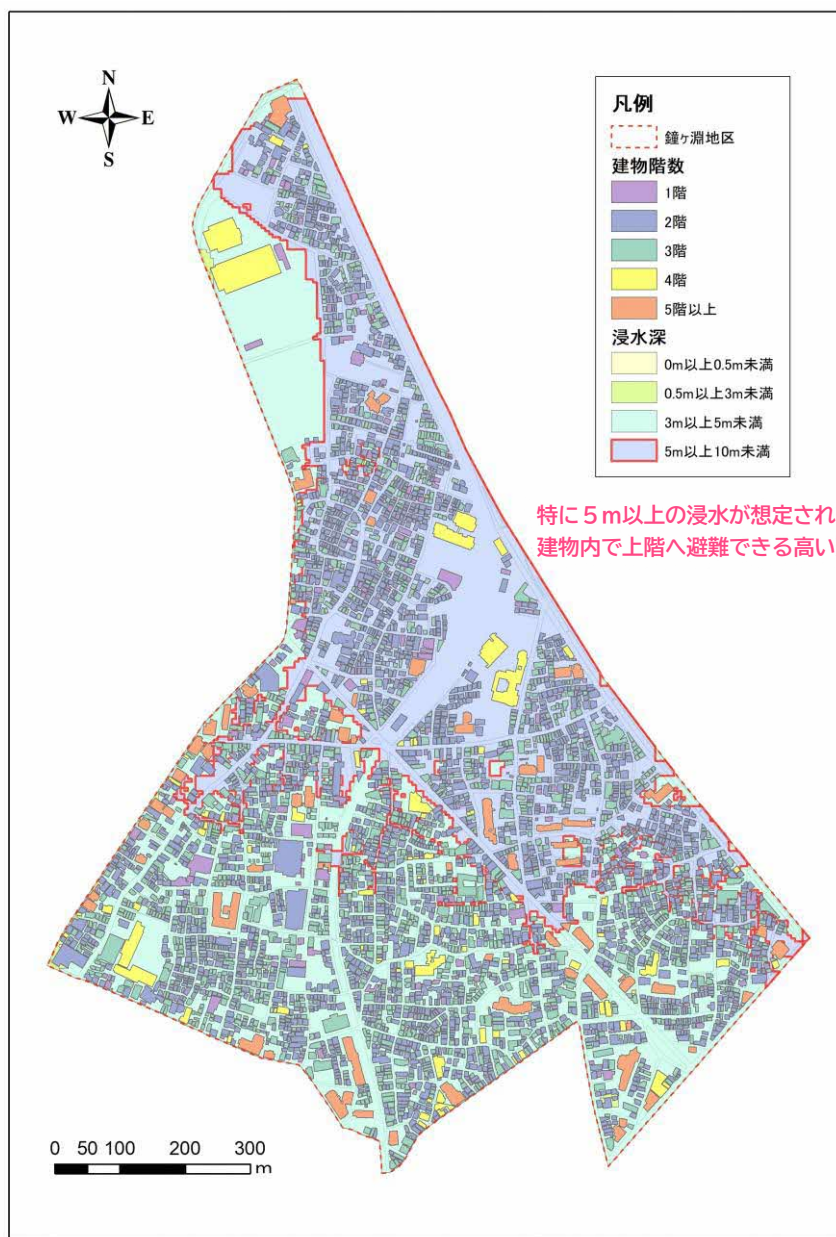 N
W E
S
凡例
鐘ヶ淵地区
建物階数
1階
2階
3階
4階
5階以上
浸水深
0m以上0.5m未満
0.5m以上3m未満
3m以上5m未満
5m以上10m未満
特に5m以上の浸水が想定され
建物内で上階へ避難できる高い
0 50 100 200 300
m